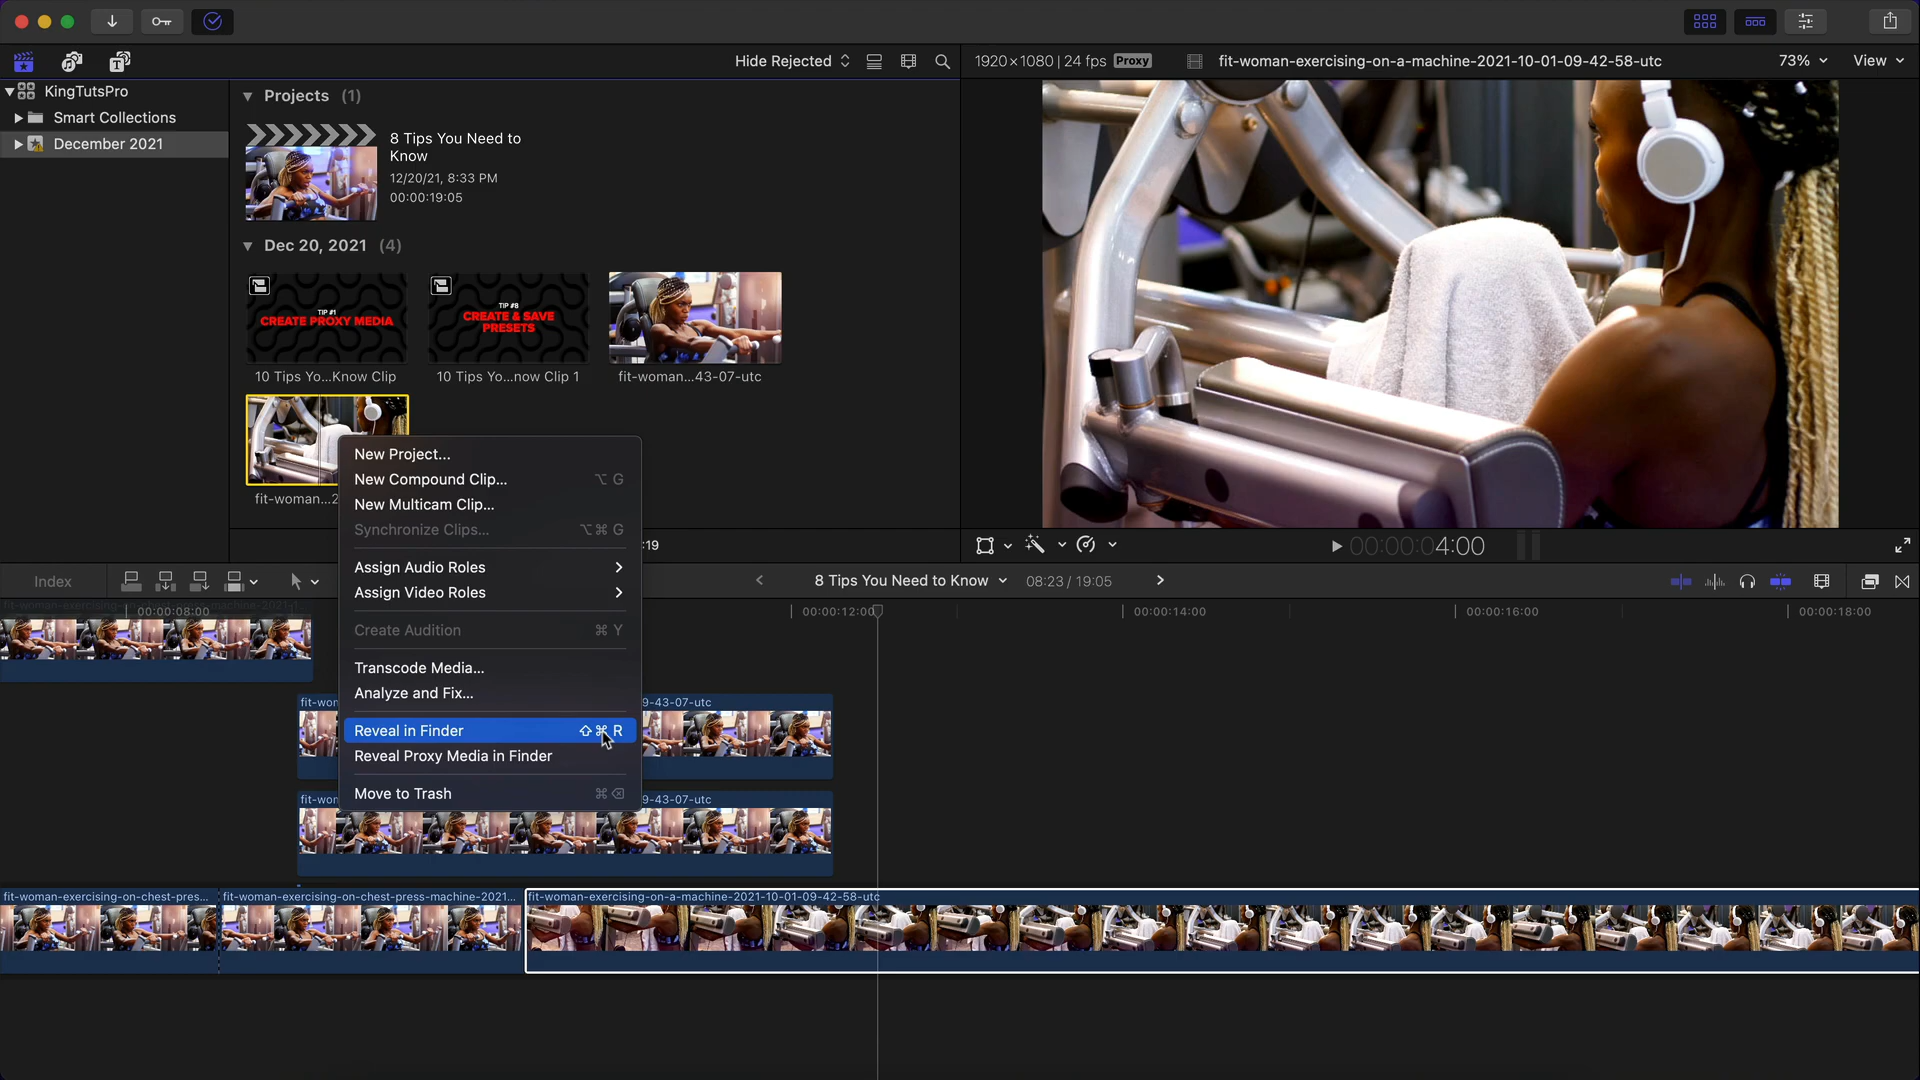 Hide Rejected
1920×1080 | 24 fps Proxy
fit-woman-exercising-on-a-machine-2021-10-01-09-42-58-utc
73%
View
KingTutsPro
Smart Collections
December 2021
Projects (1)
8 Tips You Need to
Know
12/20/21, 8:33 PM
00:00:19:05
Dec 20, 2021 (4)
TIP #1
CREATE PROXY MEDIA
TIP #8
CREATE & SAVE
PRESETS
10 Tips Yo...Know Clip
10 Tips Yo...now Clip 1
fit-woman...43-07-utc
fit-woman...2
New Project...
New Compound Clip... ⌥ G
New Multicam Clip...
Synchronize Clips... ⌥⌘ G
Assign Audio Roles
Assign Video Roles
Create Audition ⌘ Y
Transcode Media...
Analyze and Fix...
Reveal in Finder ⇧⌘ R
Reveal Proxy Media in Finder
Move to Trash ⌘⌫
:19
00:00:04:00
Index
8 Tips You Need to Know
08:23 / 19:05
00:00:08:00
00:00:12:00
00:00:14:00
00:00:16:00
00:00:18:00
fit-wor
9-43-07-utc
fit-won
9-43-07-utc
fit-woman-exercising-on-chest-pres...
fit-woman-exercising-on-chest-press-machine-2021...
fit-woman-exercising-on-a-machine-2021-10-01-09-42-58-utc